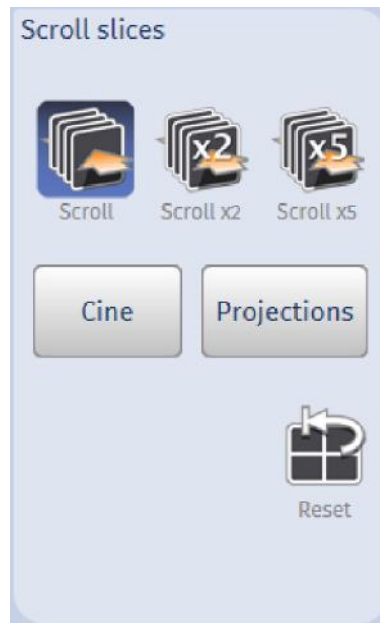 Scroll slices
x2 x5
Scroll Scroll x2 Scroll x5
Cine Projections
Reset